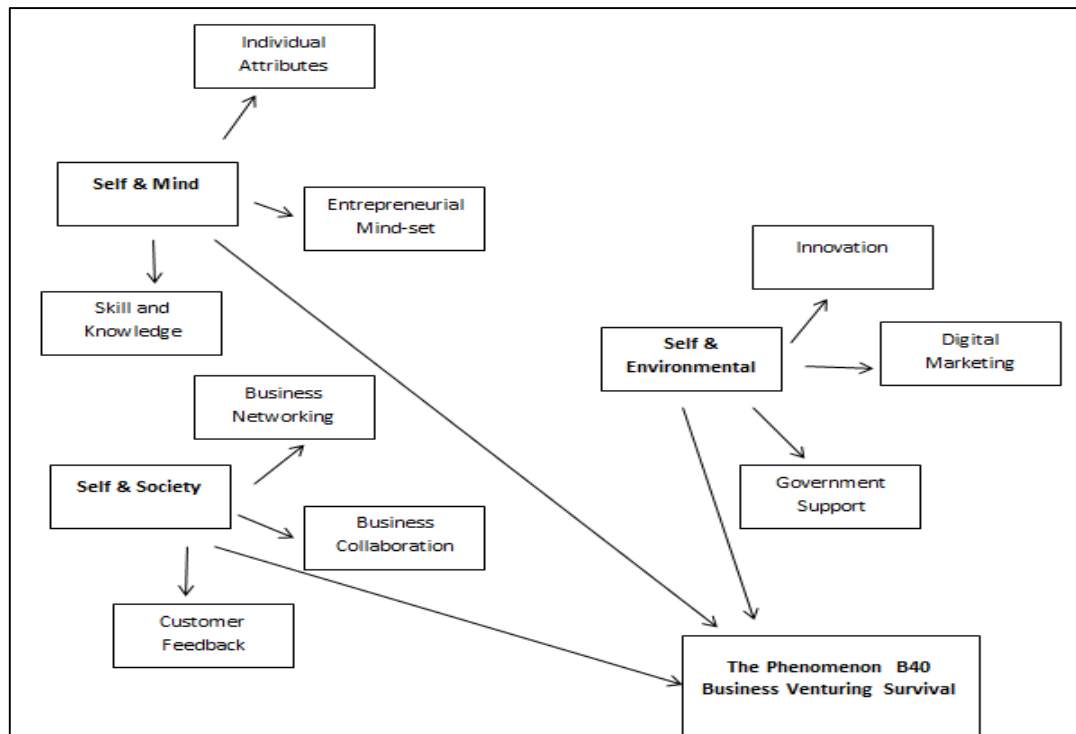 Individual
Attributes
Self & Mind
Entrepreneurial
Mind-set
Skill and
Knowledge
Innovation
Self &
Environmental
Digital
Marketing
Business
Networking
Self & Society
Government
Support
Business
Collaboration
Customer
Feedback
The Phenomenon B40
Business Venturing Survival